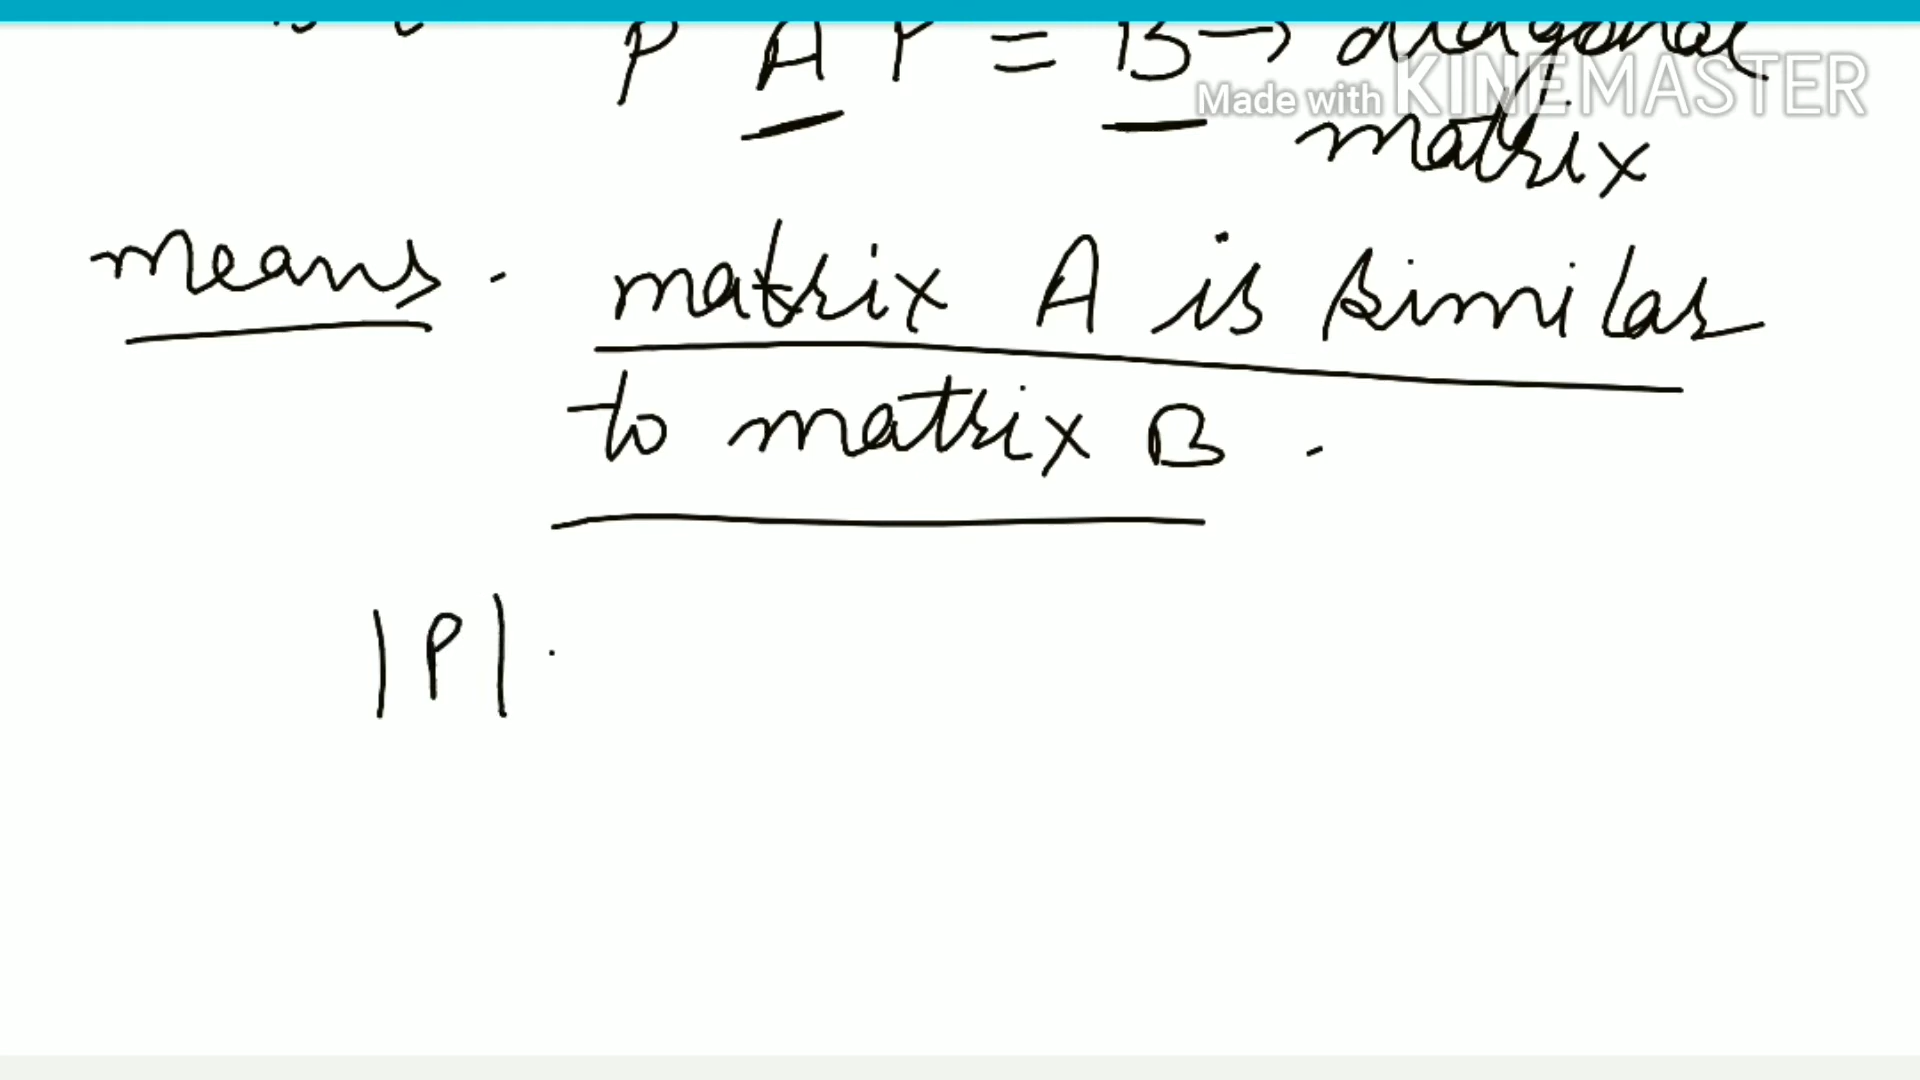 P A P = B → diagonal
Made with KINEMASTER
matrix
means. matrix A is similar
to matrix B.
|P|